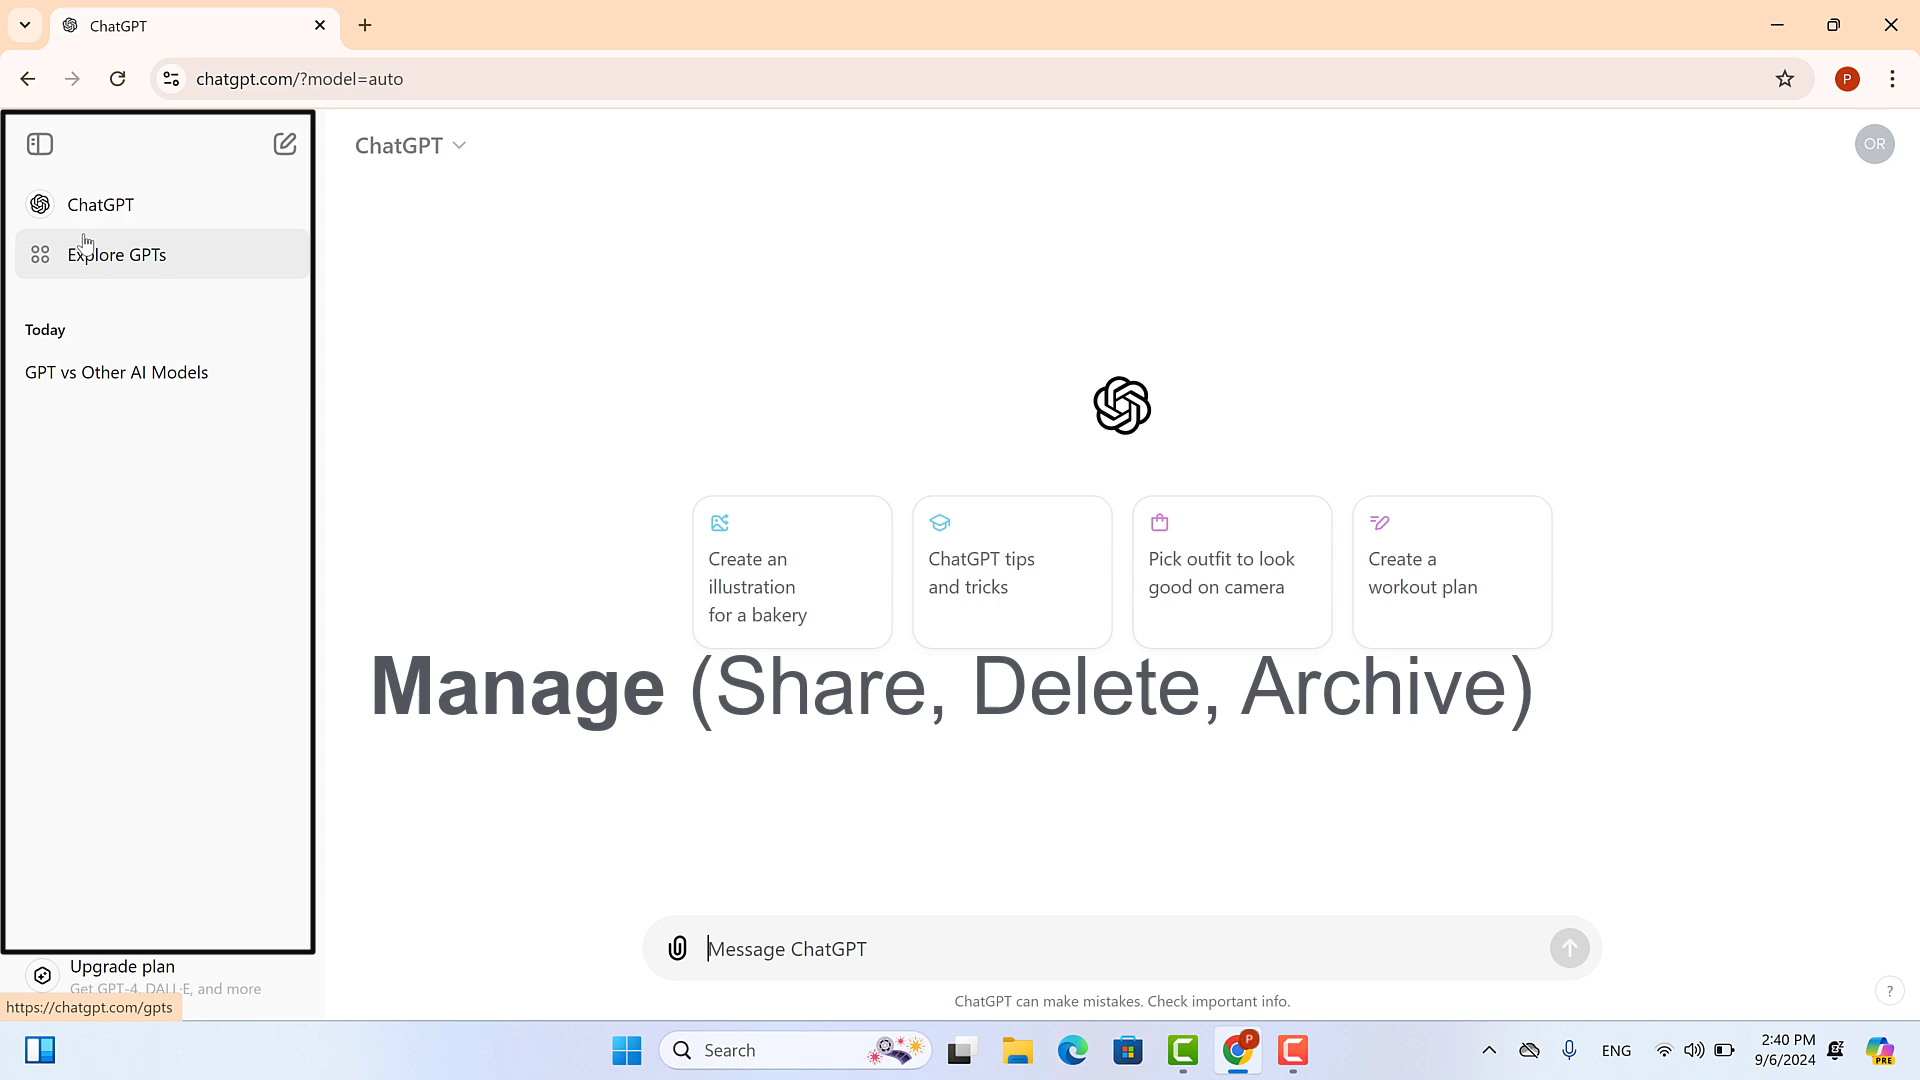 ChatGPT
chatgpt.com/?model=auto
P
ChatGPT
OR
ChatGPT
Explore GPTs
Today
GPT vs Other AI Models
Create an
illustration
for a bakery
ChatGPT tips
and tricks
Pick outfit to look
good on camera
Create a
workout plan
Manage (Share, Delete, Archive)
Message ChatGPT
ChatGPT can make mistakes. Check important info.
?
Upgrade plan
Get GPT-4, DALL·E, and more
https://chatgpt.com/gpts
Search
P
ENG
2:40 PM
9/6/2024
PRE